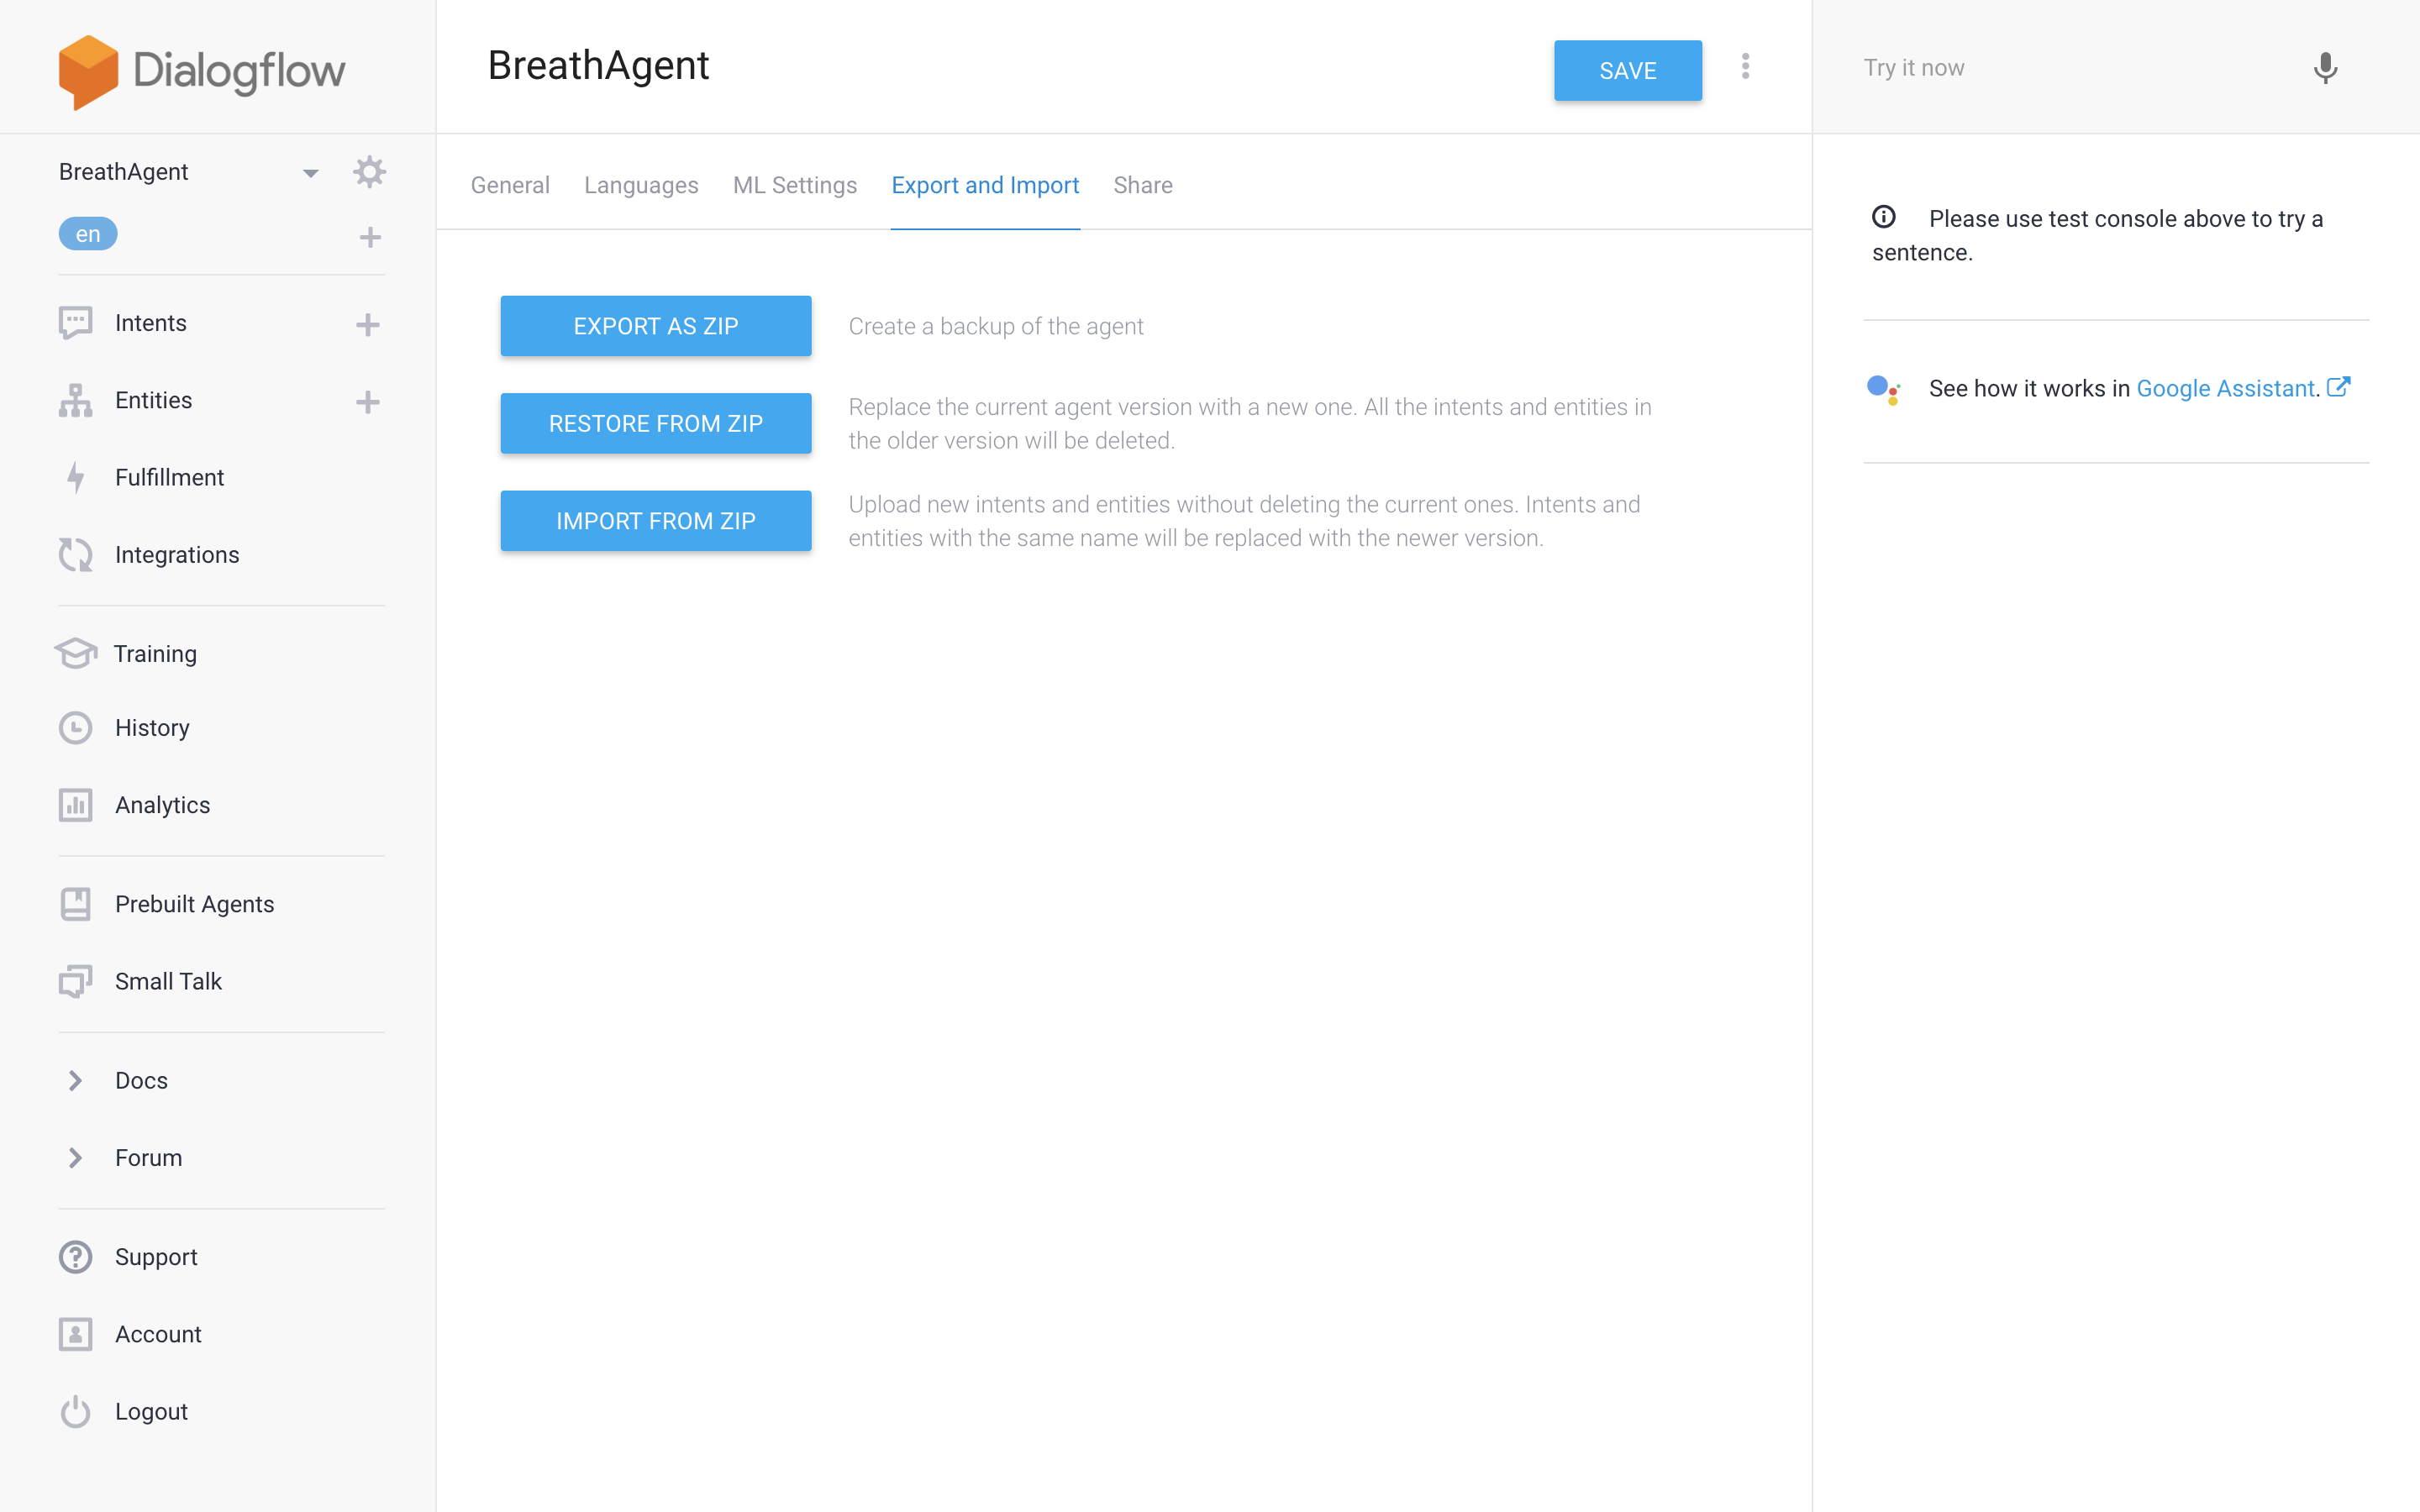 Dialogflow
BreathAgent
en
Intents
Entities
Fulfillment
Integrations
Training
History
Analytics
Prebuilt Agents
Small Talk
Docs
Forum
Support
Account
Logout
BreathAgent
SAVE
General Languages ML Settings Export and Import Share
EXPORT AS ZIP
Create a backup of the agent
RESTORE FROM ZIP
Replace the current agent version with a new one. All the intents and entities in
the older version will be deleted.
IMPORT FROM ZIP
Upload new intents and entities without deleting the current ones. Intents and
entities with the same name will be replaced with the newer version.
Try it now
Please use test console above to try a
sentence.
See how it works in Google Assistant.